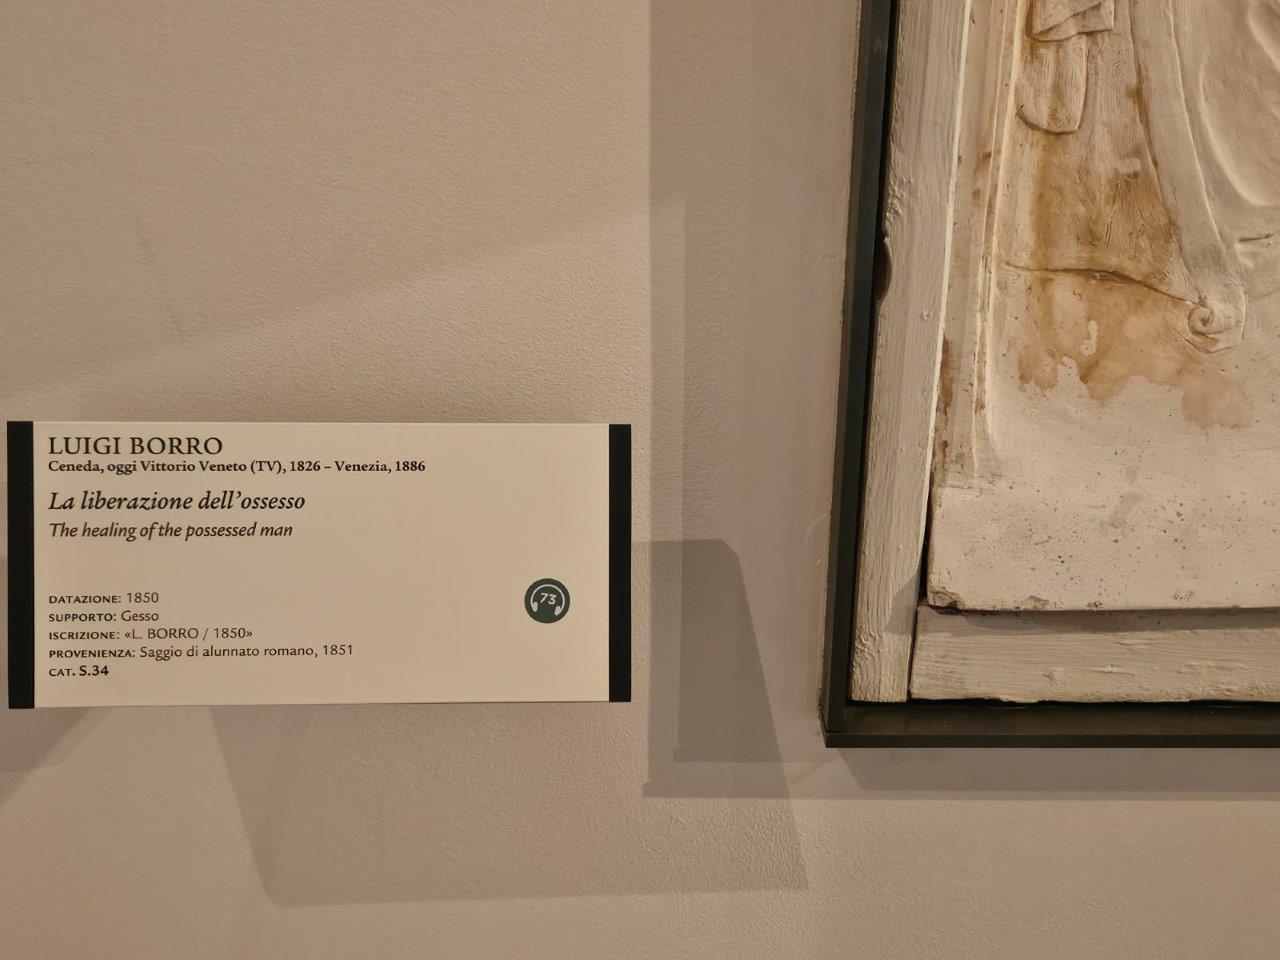 LUIGI BORRO
Ceneda, oggi Vittorio Veneto (TV), 1826 – Venezia, 1886
La liberazione dell'ossesso
The healing of the possessed man
DATAZIONE: 1850
SUPPORTO: Gesso
ISCRIZIONE: «L. BORRO / 1850»
PROVENIENZA: Saggio di alunnato romano, 1851
CAT. S.34
73